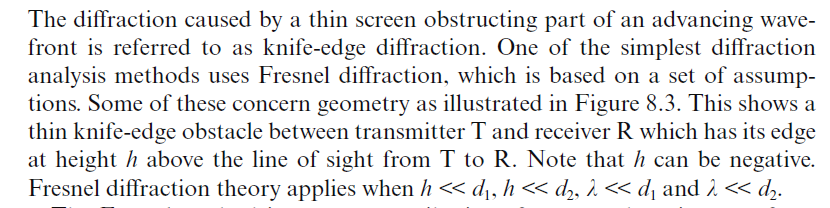 The diffraction caused by a thin screen obstructing part of an advancing wave-
front is referred to as knife-edge diffraction. One of the simplest diffraction
analysis methods uses Fresnel diffraction, which is based on a set of assump-
tions. Some of these concern geometry as illustrated in Figure 8.3. This shows a
thin knife-edge obstacle between transmitter T and receiver R which has its edge
at height h above the line of sight from T to R. Note that h can be negative.
Fresnel diffraction theory applies when h << d₁, h << d₂, λ << d₁ and λ << d₂.